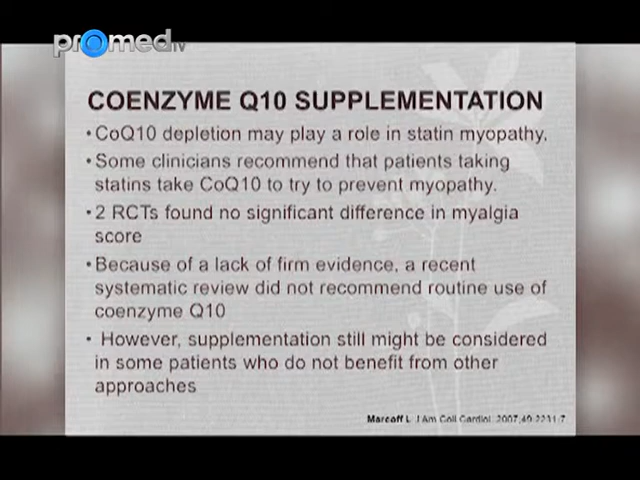 promed tv
COENZYME Q10 SUPPLEMENTATION
•CoQ10 depletion may play a role in statin myopathy.
•Some clinicians recommend that patients taking
statins take CoQ10 to try to prevent myopathy.
•2 RCTs found no significant difference in myalgia
score
•Because of a lack of firm evidence, a recent
systematic review did not recommend routine use of
coenzyme Q10
• However, supplementation still might be considered
in some patients who do not benefit from other
approaches
Marcoff L. J Am Coll Cardiol. 2007;49:2231-7